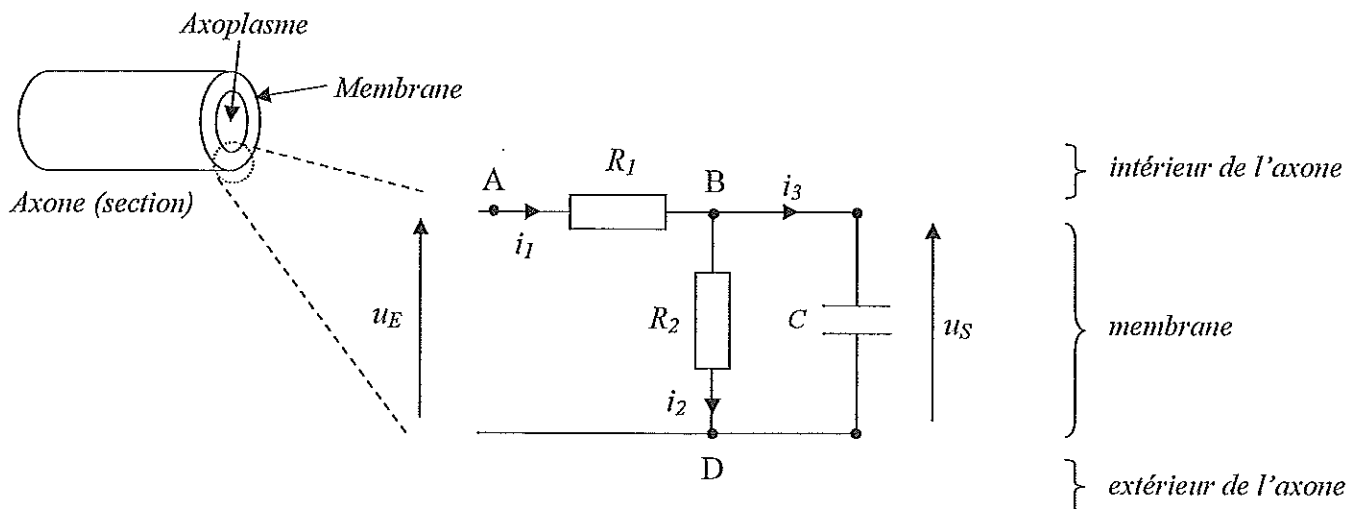 Axoplasme
Membrane
Axone (section)
R1
A
B
i3
i1
intérieur de l'axone
uE
R2
C
uS
membrane
i2
D
extérieur de l'axone